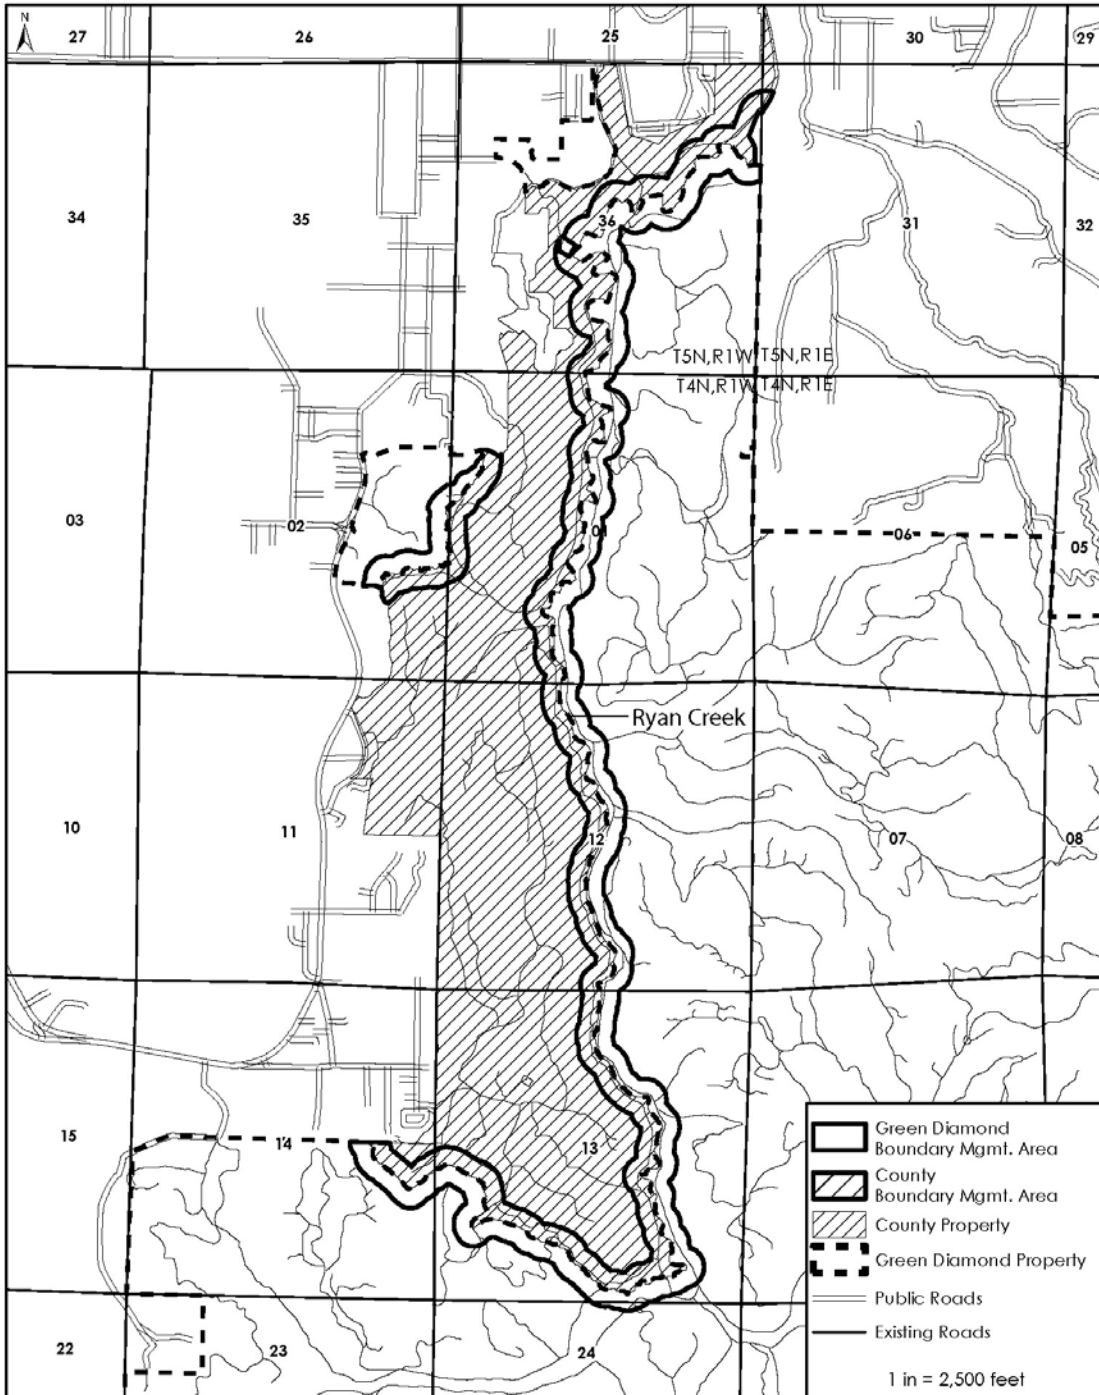 N
27
26
25
30
29
34
35
36
31
32
T5N,R1W
T5N,R1E
T4N,R1W
T4N,R1E
03
02
01
06
05
Ryan Creek
10
11
12
07
08
15
14
13
Green Diamond
Boundary Mgmt. Area
County
Boundary Mgmt. Area
County Property
Green Diamond Property
Public Roads
Existing Roads
1 in = 2,500 feet
22
23
24